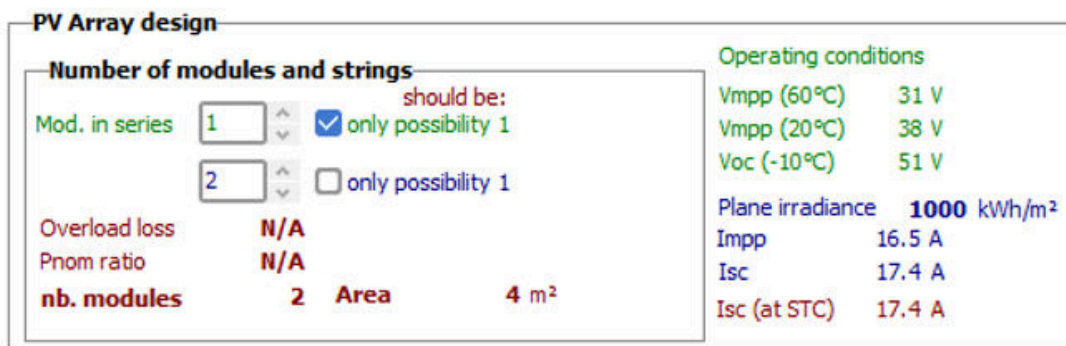 PV Array design
Number of modules and strings
should be:
Mod. in series 1 only possibility 1
2 only possibility 1
Overload loss N/A
Pnom ratio N/A
nb. modules 2 Area 4 m²
Operating conditions
Vmpp (60°C) 31 V
Vmpp (20°C) 38 V
Voc (-10°C) 51 V
Plane irradiance 1000 kWh/m²
Impp 16.5 A
Isc 17.4 A
Isc (at STC) 17.4 A